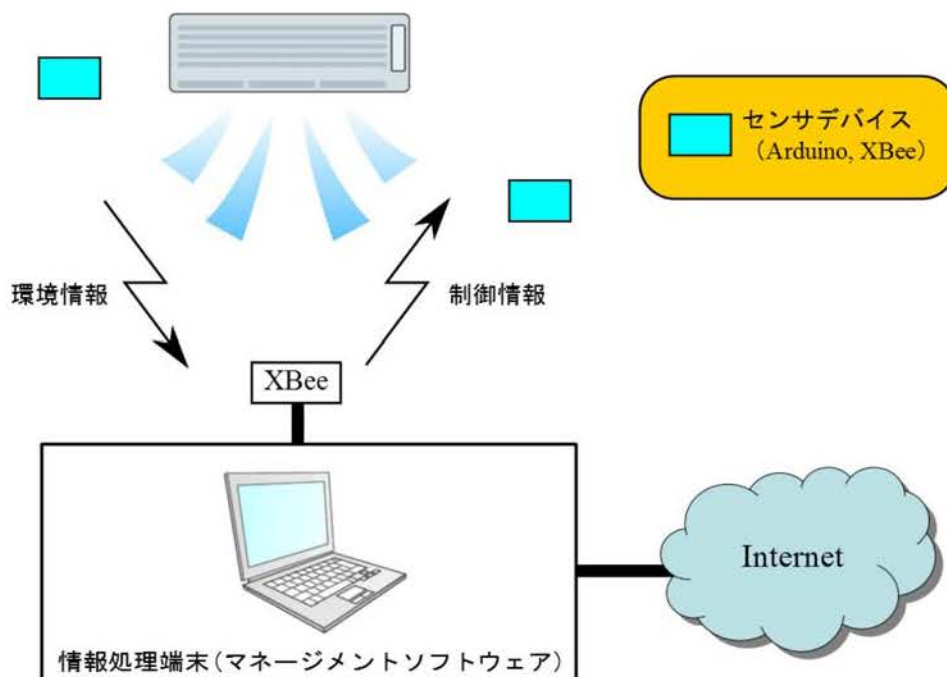 センサデバイス
（Arduino, XBee）
環境情報
制御情報
XBee
Internet
情報処理端末（マネージメントソフトウェア）